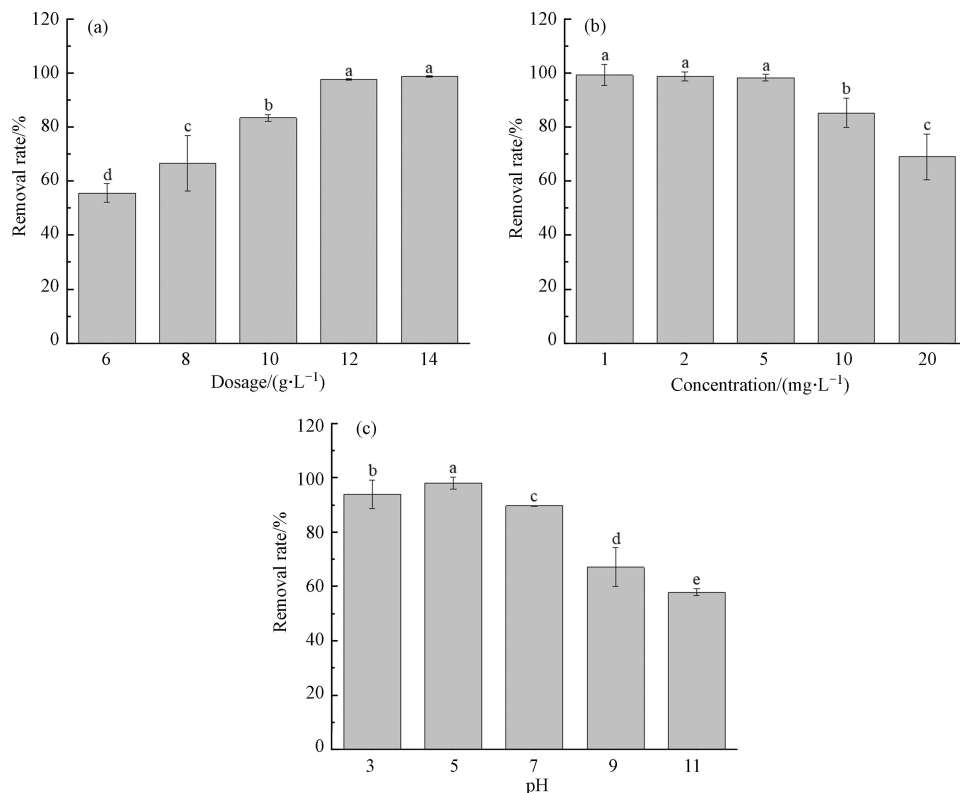 (a)
120
100
80
60
40
20
0
Removal rate/%
d
c
b
a
a
6 8 10 12 14
Dosage/(g·L⁻¹)
(b)
120
100
80
60
40
20
0
Removal rate/%
a
a
a
b
c
1 2 5 10 20
Concentration/(mg·L⁻¹)
(c)
120
100
80
60
40
20
0
Removal rate/%
b
a
c
d
e
3 5 7 9 11
pH